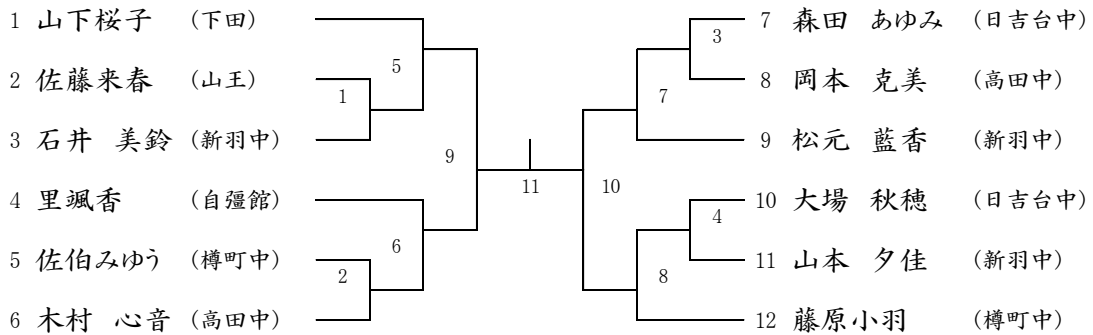 1 山下桜子 (下田)
2 佐藤来春 (山王)
3 石井 美鈴 (新羽中)
4 里颯香 (自彊館)
5 佐伯みゆう (樽町中)
6 木村 心音 (高田中)
5
1
9
6
2
11
3
7
10
4
8
7 森田 あゆみ (日吉台中)
8 岡本 克美 (高田中)
9 松元 藍香 (新羽中)
10 大場 秋穂 (日吉台中)
11 山本 夕佳 (新羽中)
12 藤原小羽 (樽町中)